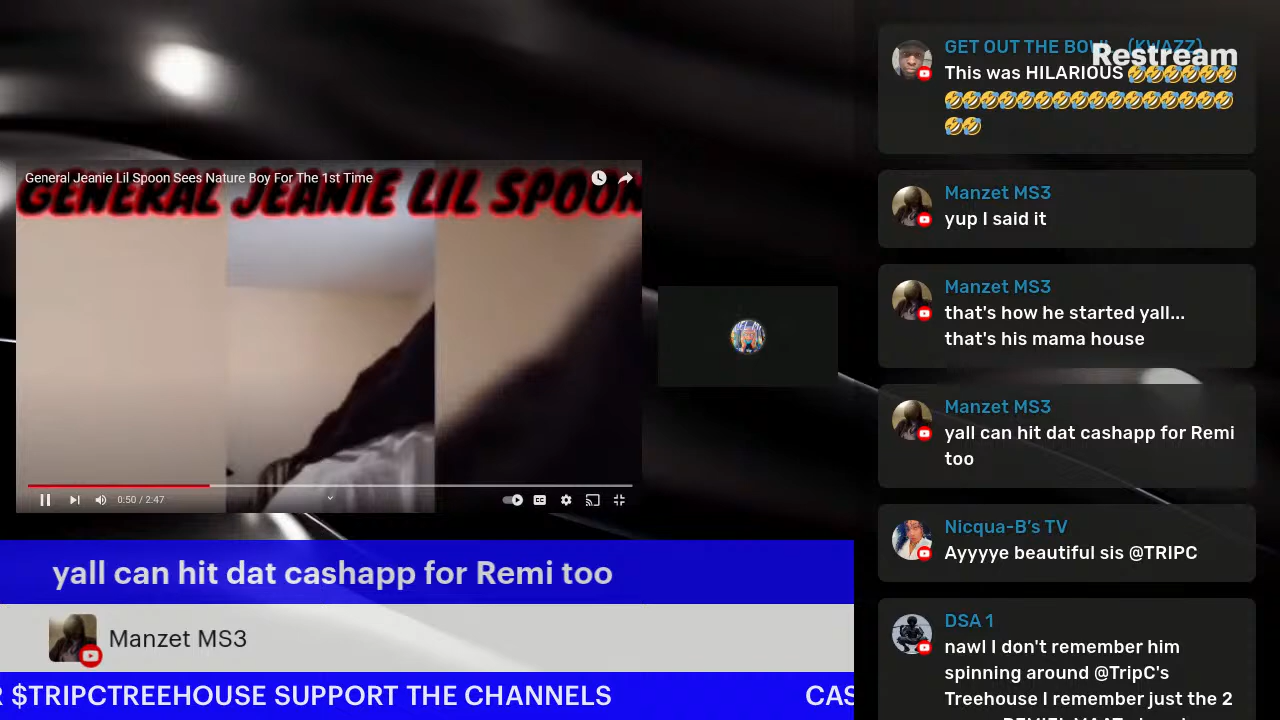 General Jeanie Lil Spoon Sees Nature Boy For The 1st Time
GENERAL JEANIE LIL SPOON
0:50 / 2:47
yall can hit dat cashapp for Remi too
Manzet MS3
$TRIPCTREEHOUSE SUPPORT THE CHANNELS
Restream
GET OUT THE BOWL (KWAZZ)
This was HILARIOUS 🤣🤣🤣🤣🤣🤣
🤣🤣🤣🤣🤣🤣🤣🤣🤣🤣🤣🤣🤣🤣🤣🤣
🤣🤣
Manzet MS3
yup I said it
Manzet MS3
that's how he started yall...
that's his mama house
Manzet MS3
yall can hit dat cashapp for Remi
too
Nicqua-B's TV
Ayyyye beautiful sis @TRIPC
DSA 1
nawl I don't remember him
spinning around @TripC's
Treehouse I remember just the 2